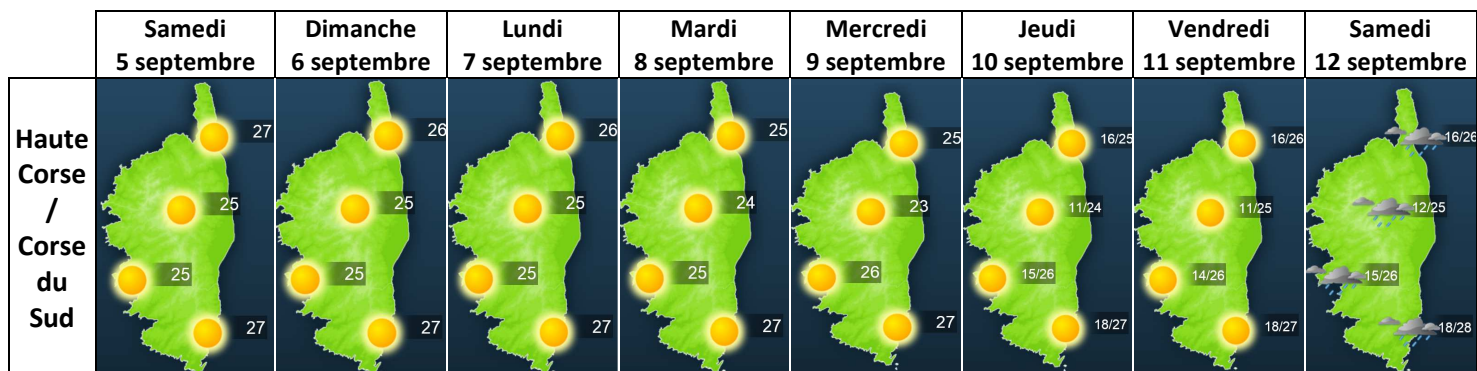 Samedi
5 septembre
Dimanche
6 septembre
Lundi
7 septembre
Mardi
8 septembre
Mercredi
9 septembre
Jeudi
10 septembre
Vendredi
11 septembre
Samedi
12 septembre
Haute
Corse
/
Corse
du
Sud
27
25
25
27
26
25
25
27
26
25
25
27
25
24
25
27
25
23
26
27
16/25
11/24
15/26
18/27
16/26
11/25
14/26
18/27
16/26
12/25
15/26
18/28